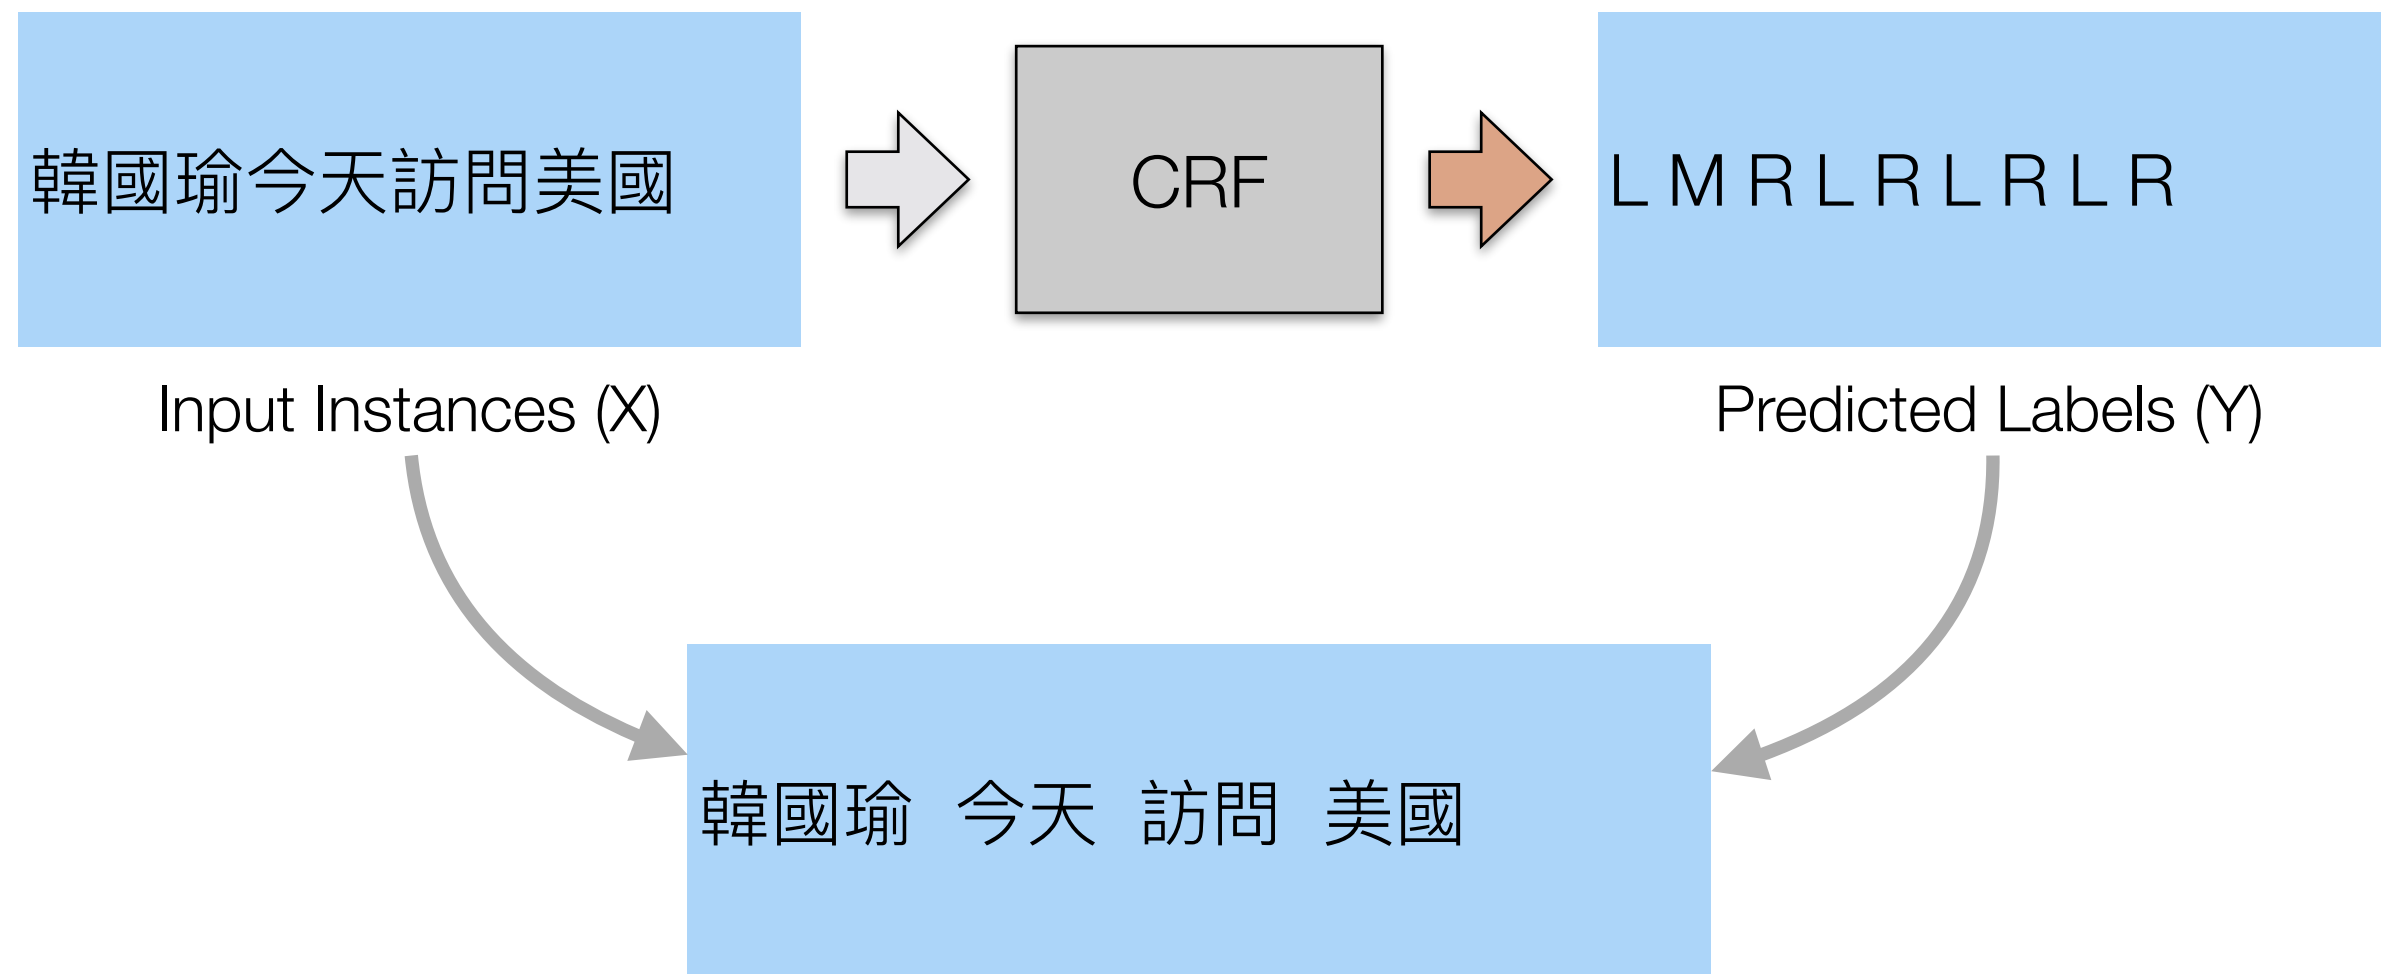 韓國瑜今天訪問美國
CRF
L M R L R L R L R
Input Instances (X)
Predicted Labels (Y)
韓國瑜 今天 訪問 美國